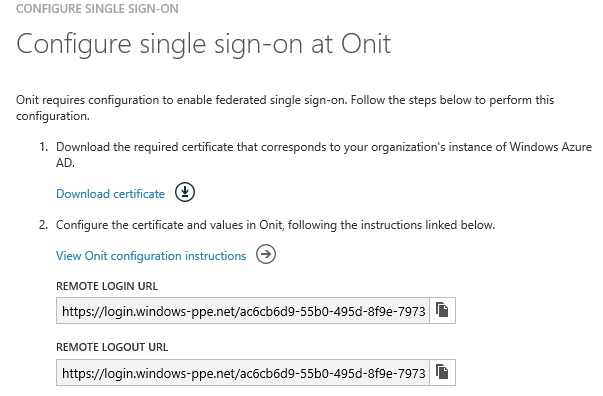 CONFIGURE SINGLE SIGN-ON
Configure single sign-on at Onit
Onit requires configuration to enable federated single sign-on. Follow the steps below to perform this
configuration.
1. Download the required certificate that corresponds to your organization's instance of Windows Azure
AD.
Download certificate
2. Configure the certificate and values in Onit, following the instructions linked below.
View Onit configuration instructions
REMOTE LOGIN URL
https://login.windows-ppe.net/ac6cb6d9-55b0-495d-8f9e-7973
REMOTE LOGOUT URL
https://login.windows-ppe.net/ac6cb6d9-55b0-495d-8f9e-7973